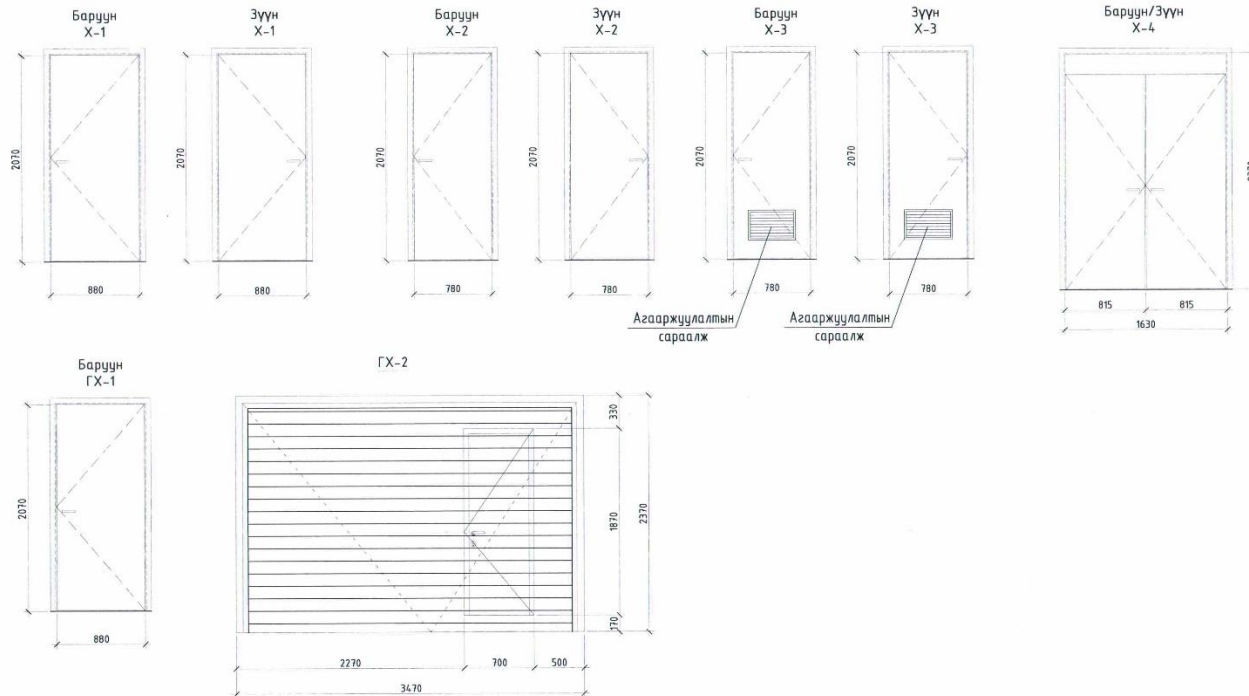 Баруун
Х-1
Зүүн
Х-1
Баруун
Х-2
Зүүн
Х-2
Баруун
Х-3
Зүүн
Х-3
Баруун/Зүүн
Х-4
2070
2070
2070
2070
2070
2070
880
880
780
780
780
780
815
815
1630
Агааржуулалтын
сараалж
Агааржуулалтын
сараалж
Баруун
ГХ-1
2070
880
ГХ-2
330
1870
2370
170
2270
700
500
3470